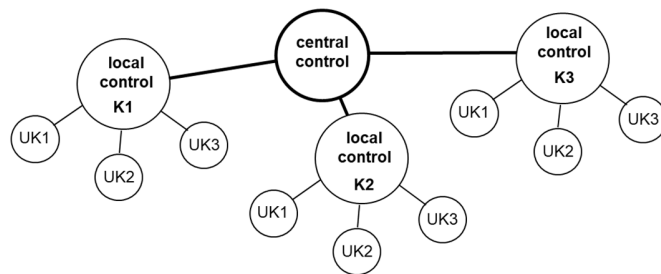 central
control
local
control
K1
UK1
UK2
UK3
local
control
K2
UK1
UK2
UK3
local
control
K3
UK1
UK2
UK3